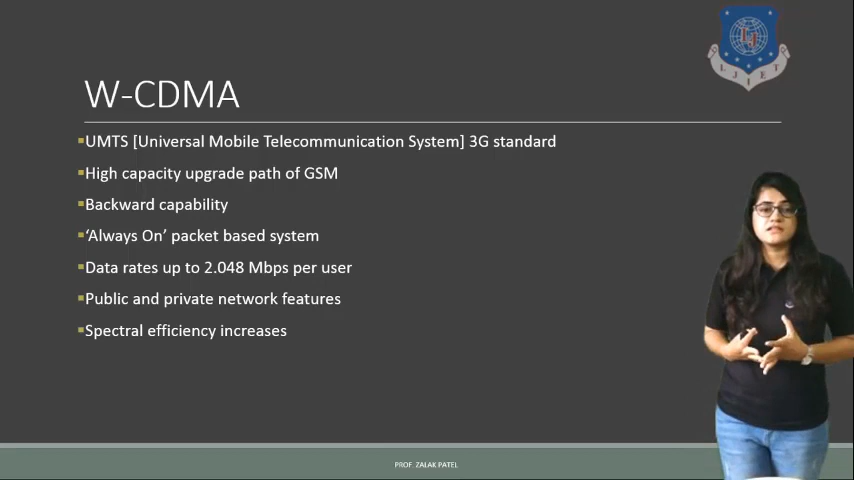 LJIET
W-CDMA
▪UMTS [Universal Mobile Telecommunication System] 3G standard
▪High capacity upgrade path of GSM
▪Backward capability
▪‘Always On’ packet based system
▪Data rates up to 2.048 Mbps per user
▪Public and private network features
▪Spectral efficiency increases
PROF. ZALAK PATEL